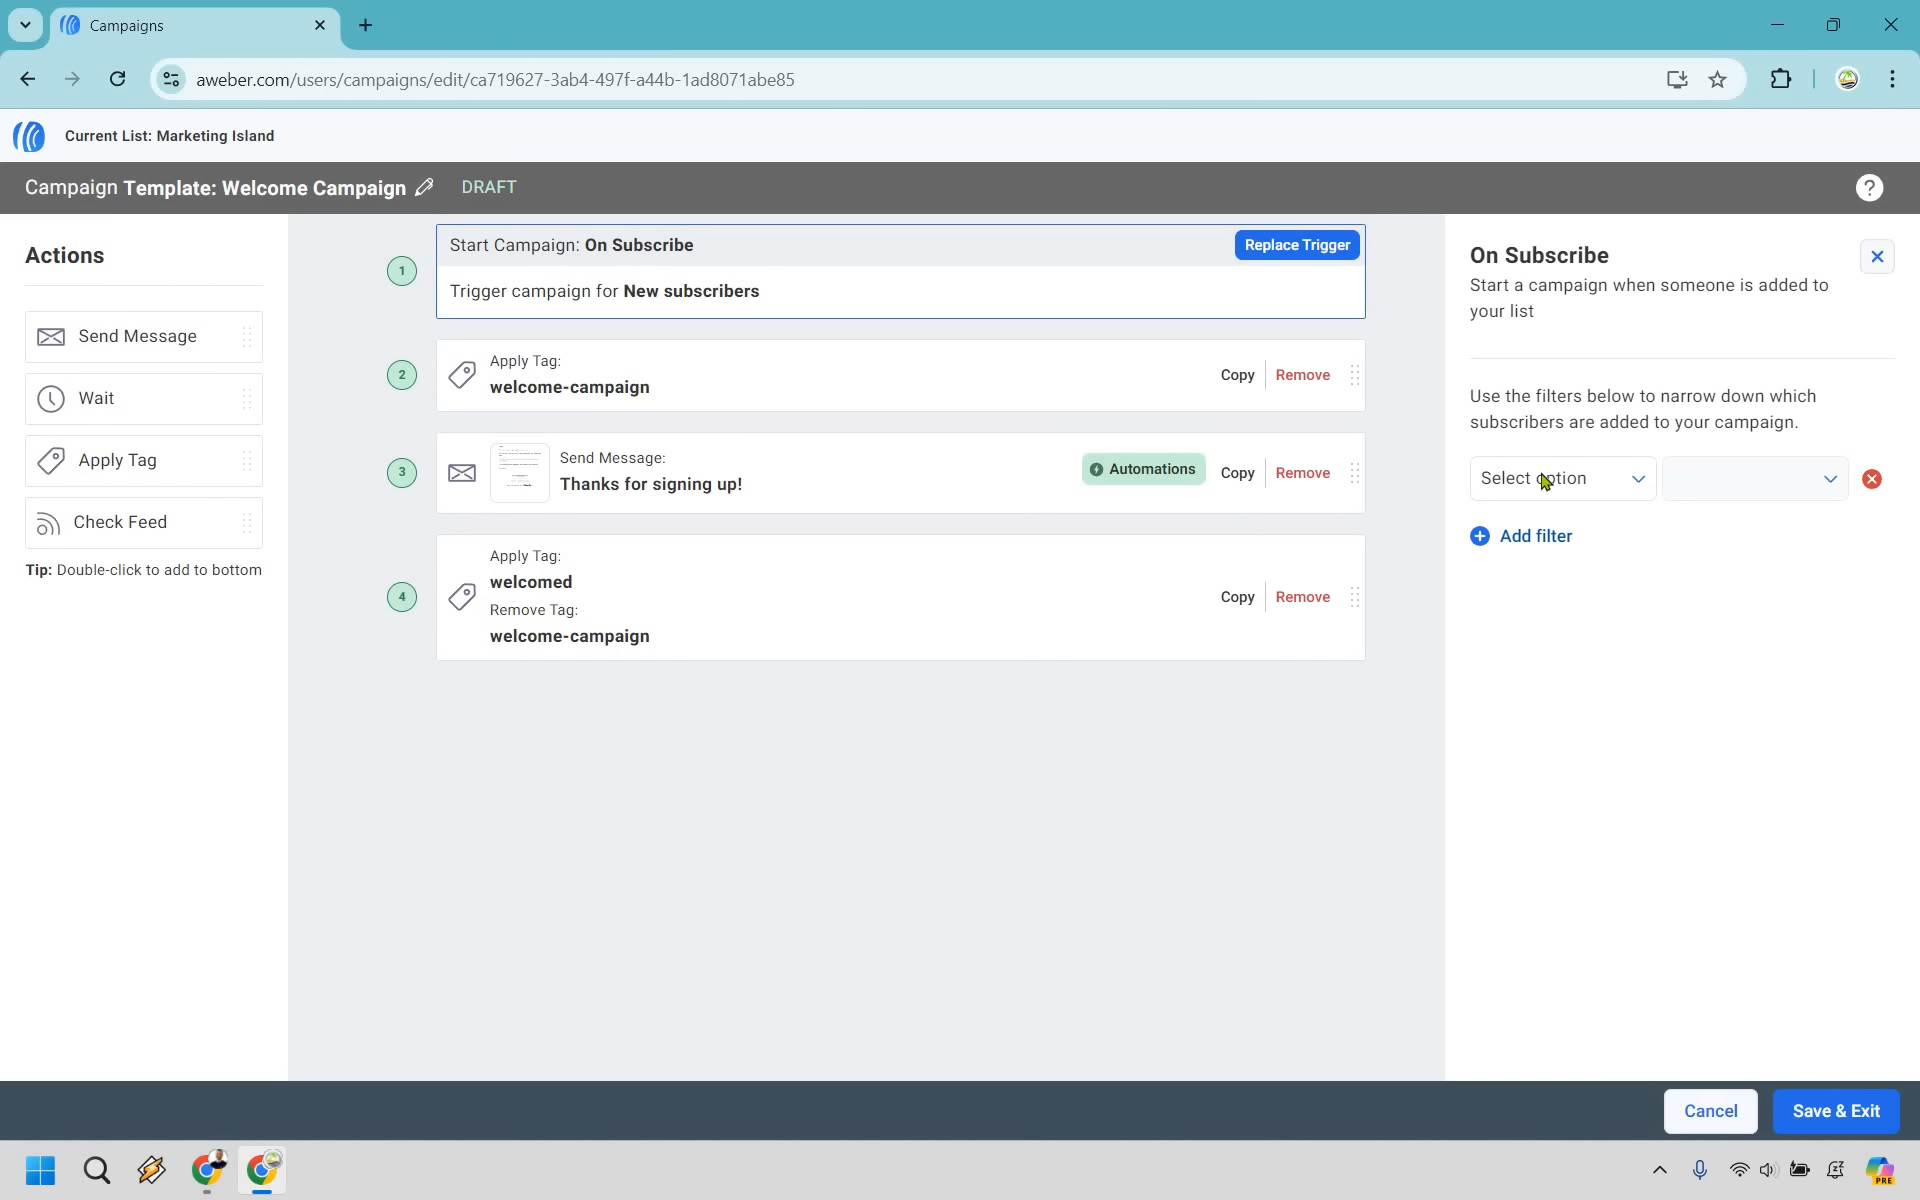 Campaigns
aweber.com/users/campaigns/edit/ca719627-3ab4-497f-a44b-1ad8071abe85
Current List: Marketing Island
Campaign Template: Welcome Campaign
DRAFT
?
Actions
Send Message
Wait
Apply Tag
Check Feed
Tip: Double-click to add to bottom
1
Start Campaign: On Subscribe
Replace Trigger
Trigger campaign for New subscribers
2
Apply Tag:
welcome-campaign
Copy
Remove
3
Send Message:
Thanks for signing up!
Automations
Copy
Remove
4
Apply Tag:
welcomed
Remove Tag:
welcome-campaign
Copy
Remove
On Subscribe
Start a campaign when someone is added to
your list
Use the filters below to narrow down which
subscribers are added to your campaign.
Select option
Add filter
Cancel
Save & Exit
PRE